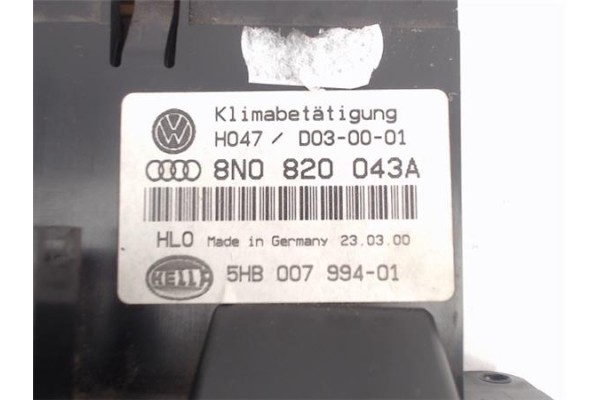 Klimabetätigung
H047 / D03-00-01
8N0 820 043A
HLO Made in Germany 23.03.00
HELLA 5HB 007 994-01